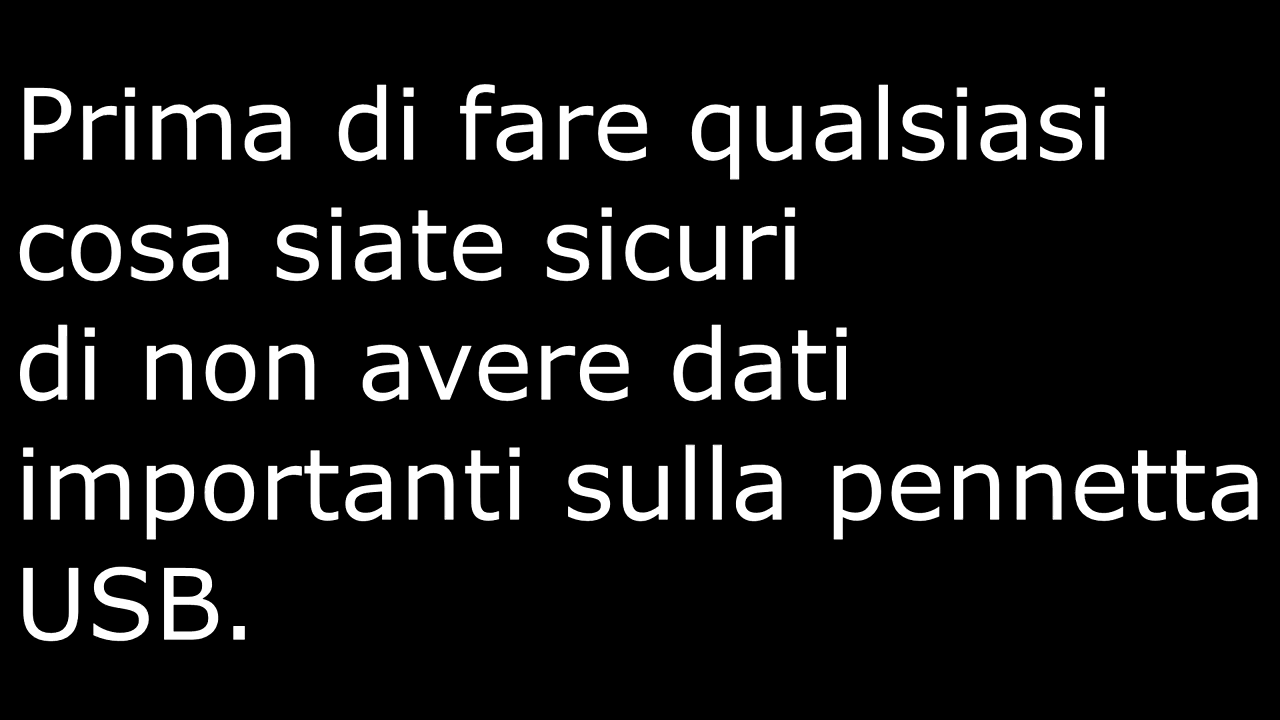 Prima di fare qualsiasi
cosa siate sicuri
di non avere dati
importanti sulla pennetta
USB.